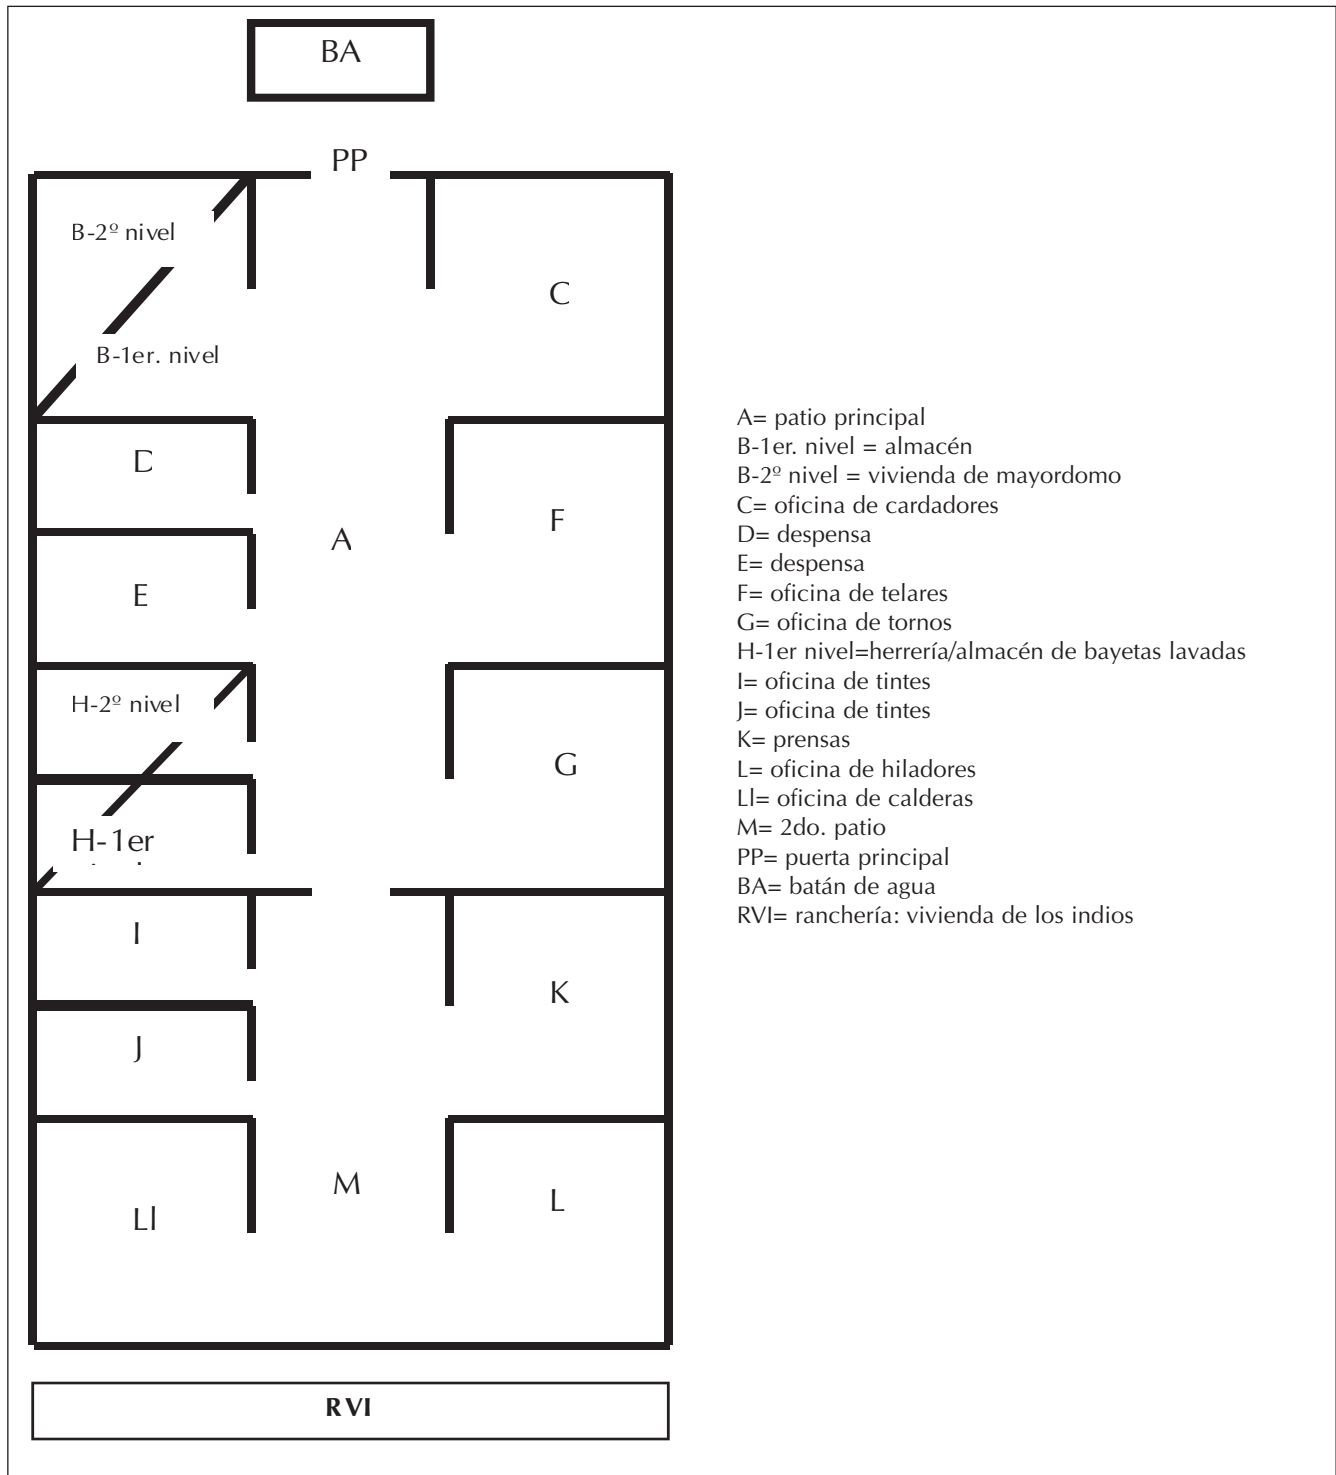 BA
PP
B-2º nivel
C
B-1er. nivel
D
F
A
E
H-2º nivel
G
H-1er
I
K
J
M
L
Ll
RVI
A= patio principal
B-1er. nivel = almacén
B-2º nivel = vivienda de mayordomo
C= oficina de cardadores
D= despensa
E= despensa
F= oficina de telares
G= oficina de tornos
H-1er nivel=herrería/almacén de bayetas lavadas
I= oficina de tintes
J= oficina de tintes
K= prensas
L= oficina de hiladores
Ll= oficina de calderas
M= 2do. patio
PP= puerta principal
BA= batán de agua
RVI= ranchería: vivienda de los indios